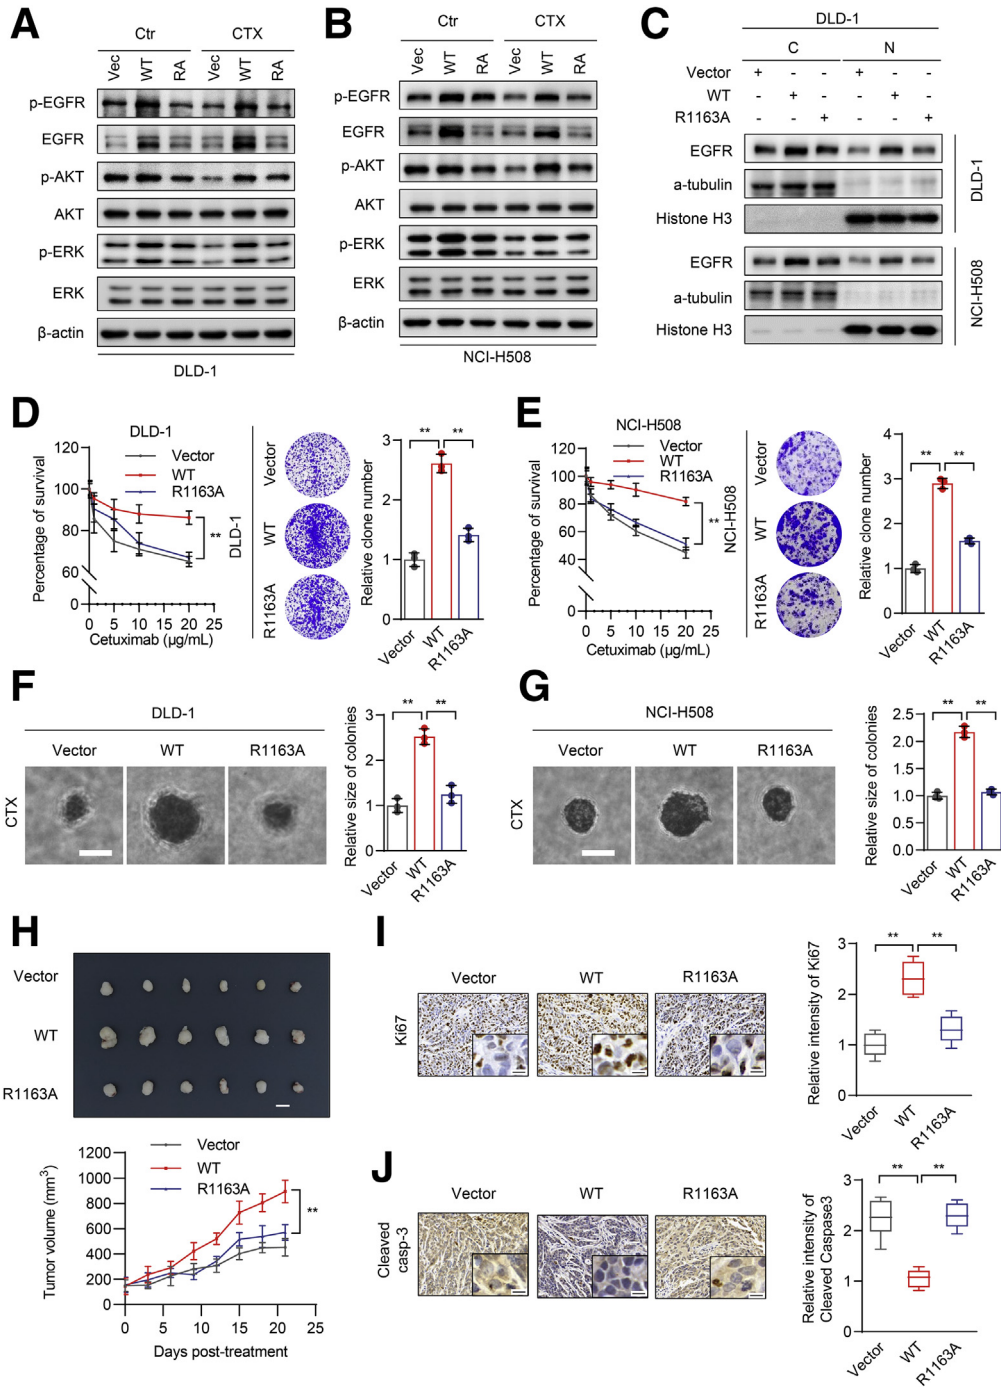 A
Ctr CTX
Vec WT RA Vec WT RA
p-EGFR
EGFR
p-AKT
AKT
p-ERK
ERK
β-actin
DLD-1
B
Ctr CTX
Vec WT RA Vec WT RA
p-EGFR
EGFR
p-AKT
AKT
p-ERK
ERK
β-actin
NCI-H508
C
DLD-1
C N
Vector + - - + - -
WT - + - - + -
R1163A - - + - - +
EGFR
a-tubulin
Histone H3
DLD-1
EGFR
a-tubulin
Histone H3
NCI-H508
D
DLD-1
Vector
WT
R1163A
Percentage of survival
120
100
80
60
0
**
0 5 10 15 20 25
Cetuximab (µg/mL)
DLD-1
Vector
WT
R1163A
Relative clone number
3
2
1
0
** **
Vector WT R1163A
E
NCI-H508
Vector
WT
R1163A
Percentage of survival
120
100
80
60
40
0
**
0 5 10 15 20 25
Cetuximab (µg/mL)
NCI-H508
Vector
WT
R1163A
Relative clone number
4
3
2
1
0
** **
Vector WT R1163A
F
DLD-1
Vector WT R1163A
CTX
Relative size of colonies
3
2
1
0
** **
Vector WT R1163A
G
NCI-H508
Vector WT R1163A
CTX
Relative size of colonies
2.5
2.0
1.5
1.0
0.5
0.0
** **
Vector WT R1163A
H
Vector
WT
R1163A
Vector
WT
R1163A
Tumor volume (mm³)
1200
1000
800
600
400
200
0
**
0 5 10 15 20 25
Days post-treatment
I
Vector WT R1163A
Ki67
Relative intensity of Ki67
3
2
1
0
** **
Vector WT R1163A
J
Vector WT R1163A
Cleaved
casp-3
Relative intensity of
Cleaved Caspase3
3
2
1
0
** **
Vector WT R1163A